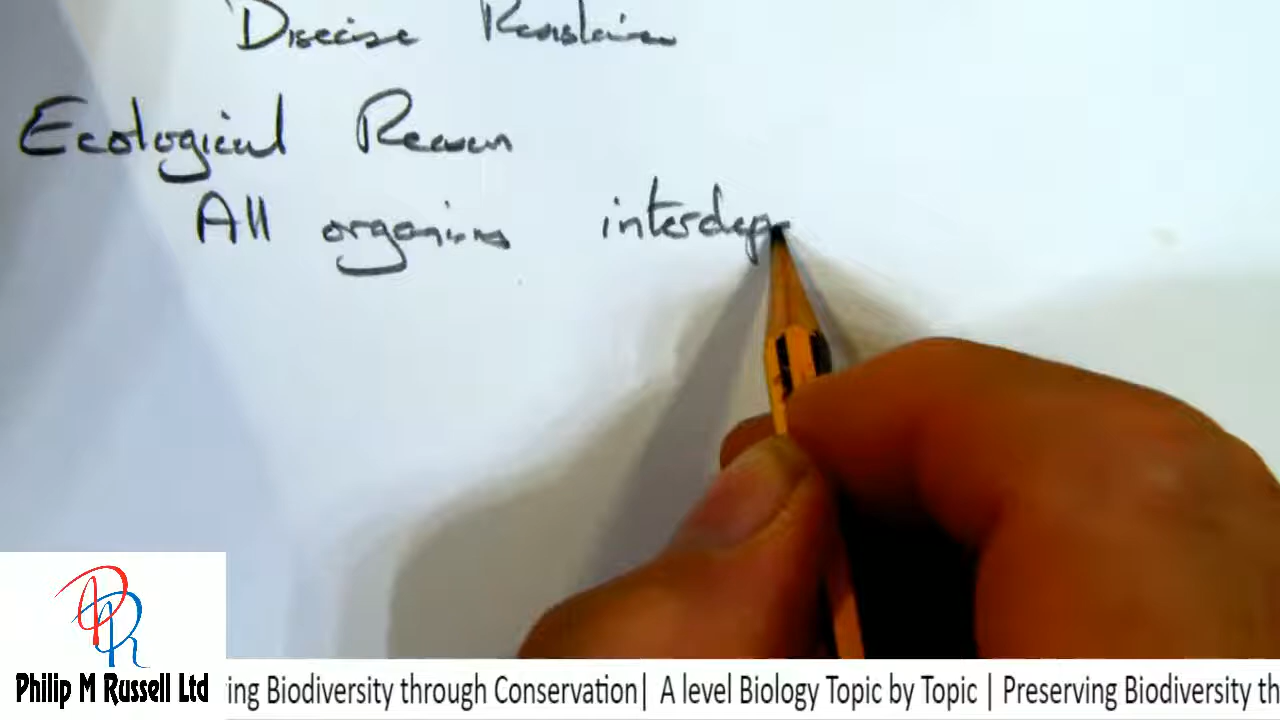 Disease Resistance
Ecological Reason
All organisms interdepe
Philip M Russell Ltd
ing Biodiversity through Conservation| A level Biology Topic by Topic | Preserving Biodiversity th